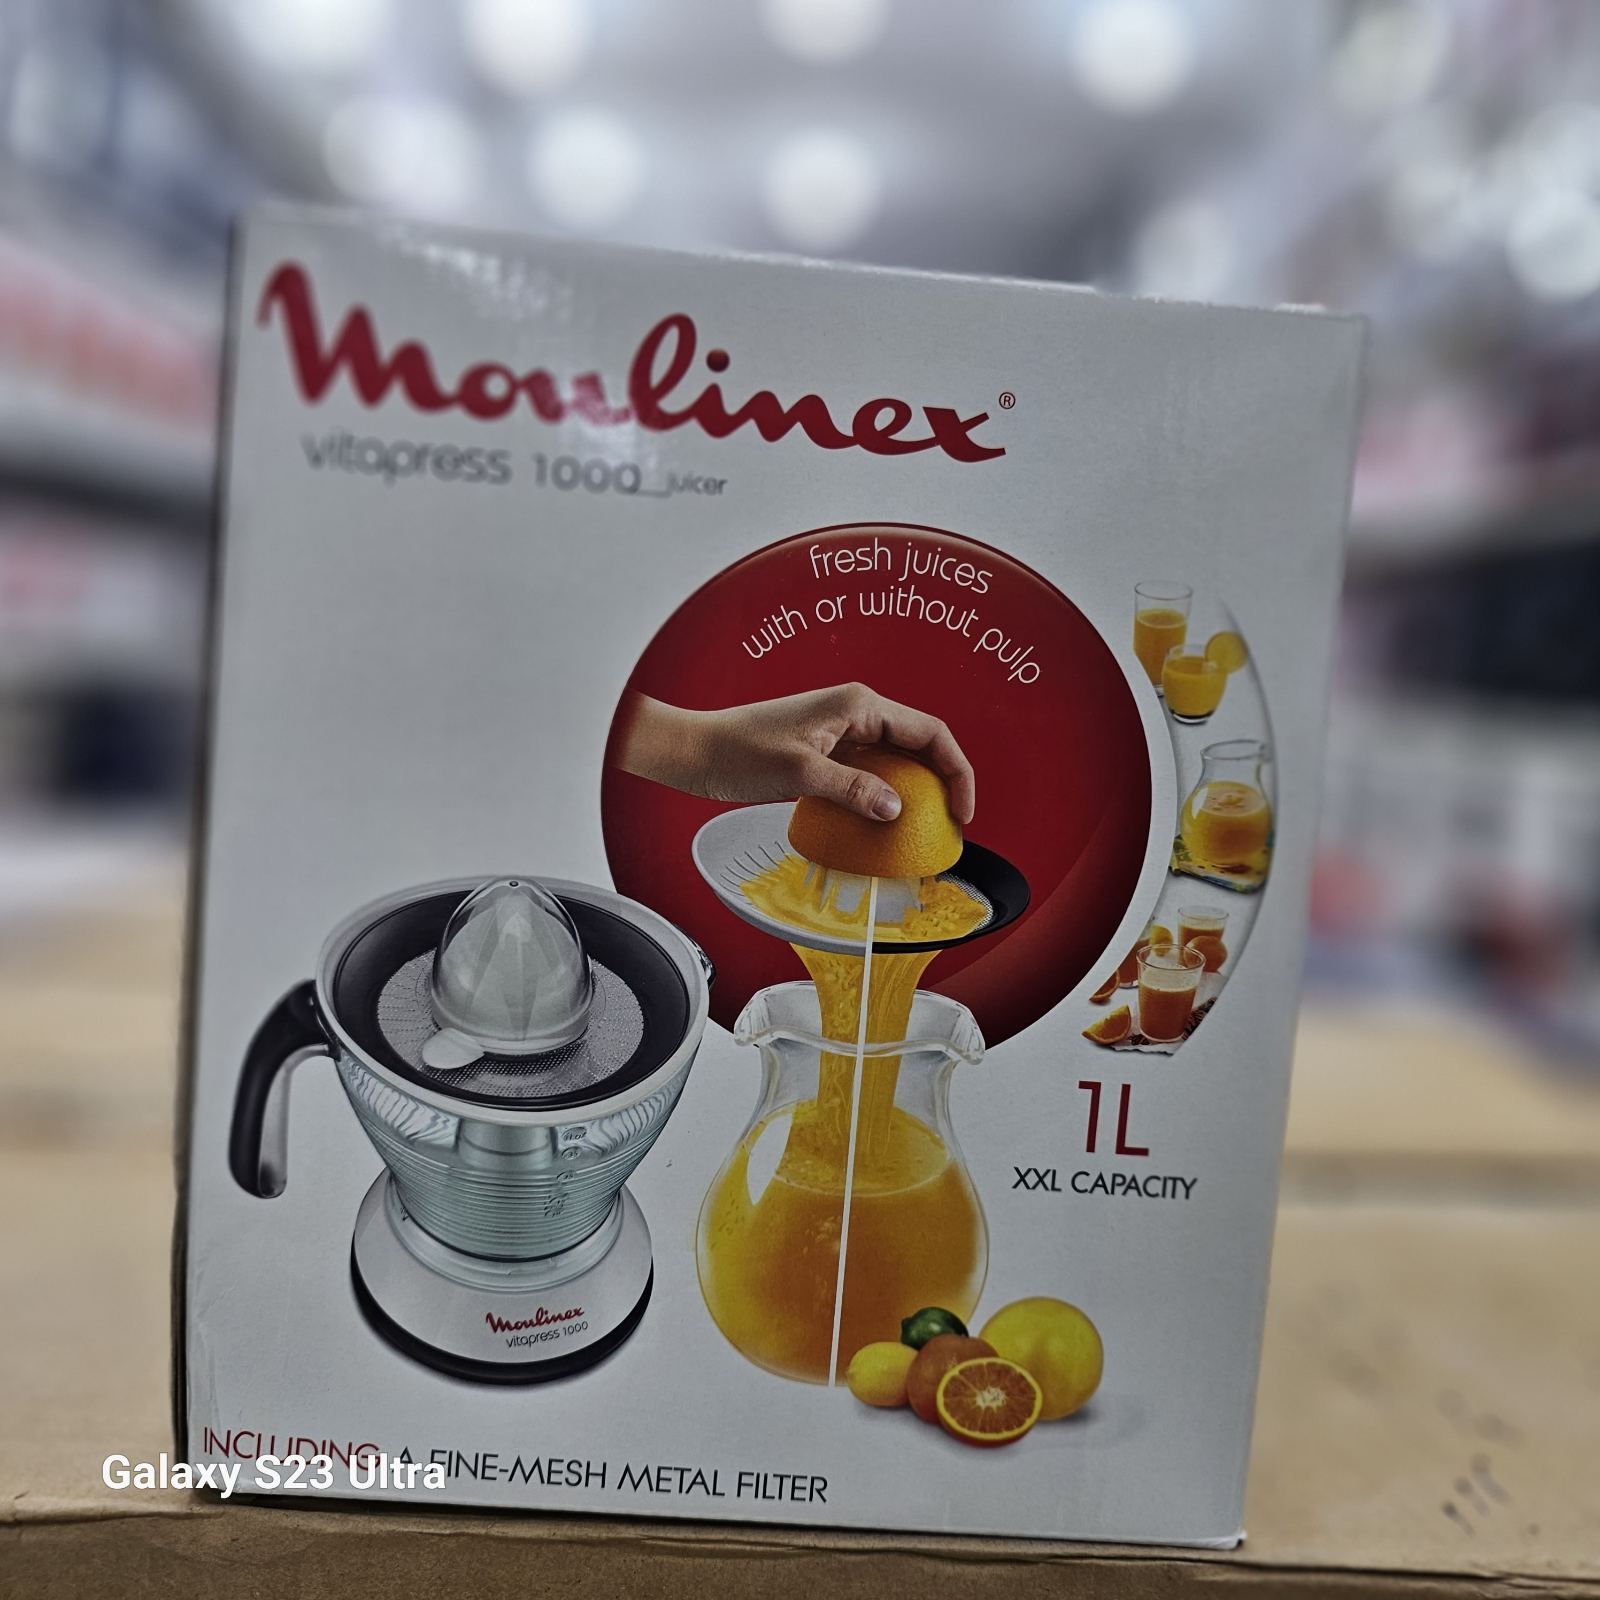 Moulinex®
vitapress 1000 juicer
fresh juices
with or without pulp
1L
XXL CAPACITY
Moulinex
vitapress 1000
INCLUDING A FINE-MESH METAL FILTER
Galaxy S23 Ultra